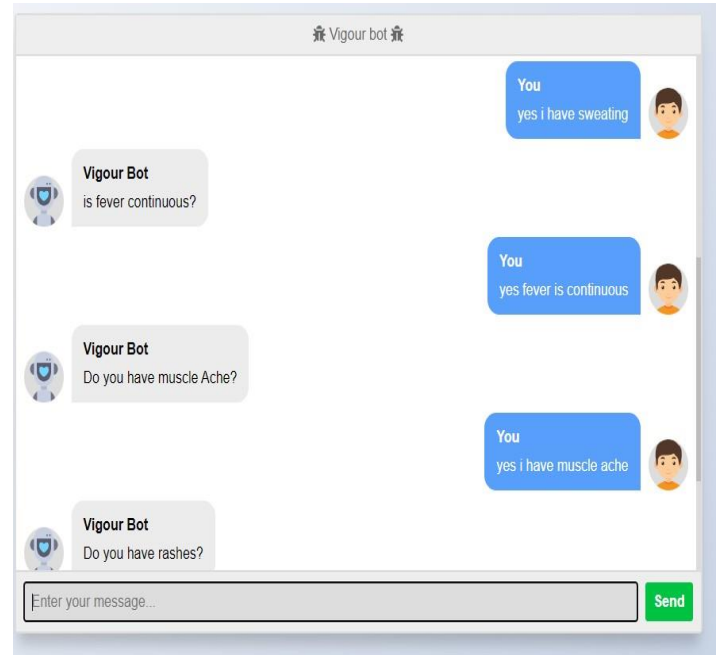 Vigour bot
You
yes i have sweating
Vigour Bot
is fever continuous?
You
yes fever is continuous
Vigour Bot
Do you have muscle Ache?
You
yes i have muscle ache
Vigour Bot
Do you have rashes?
Enter your message...
Send